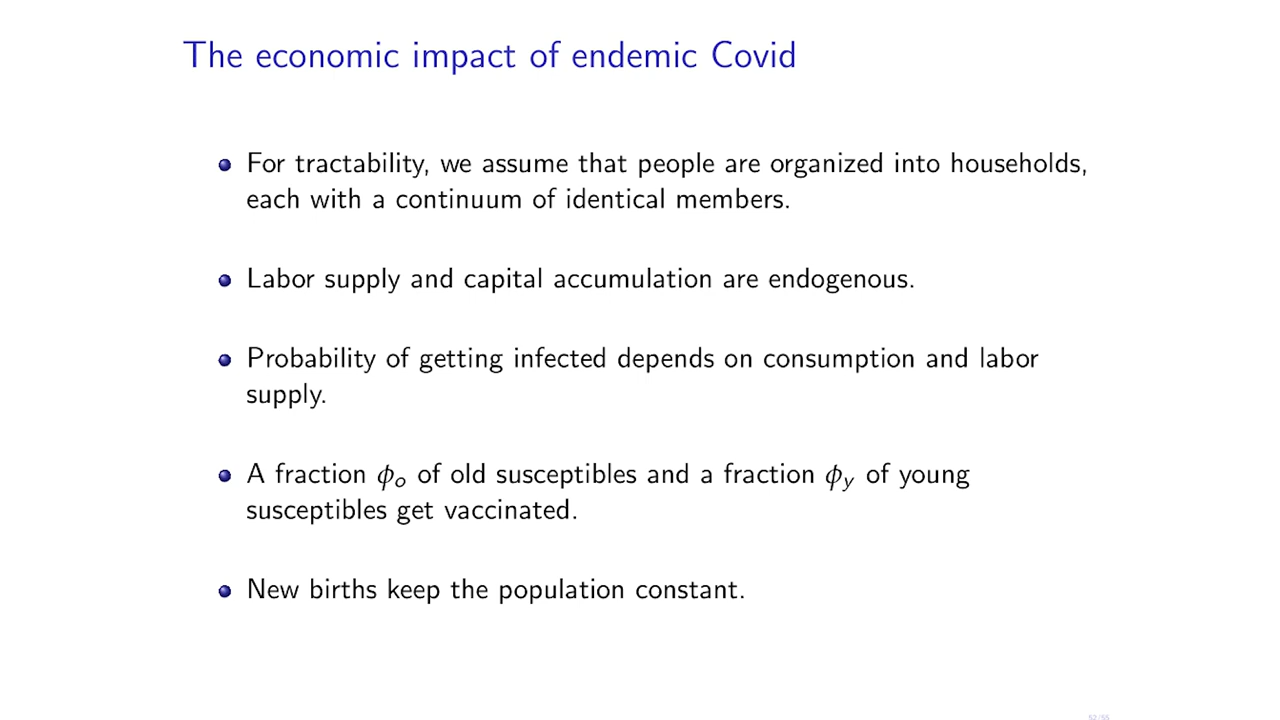 The economic impact of endemic Covid
For tractability, we assume that people are organized into households,
each with a continuum of identical members.
Labor supply and capital accumulation are endogenous.
Probability of getting infected depends on consumption and labor
supply.
A fraction ϕₒ of old susceptibles and a fraction ϕ_y of young
susceptibles get vaccinated.
New births keep the population constant.
52/55